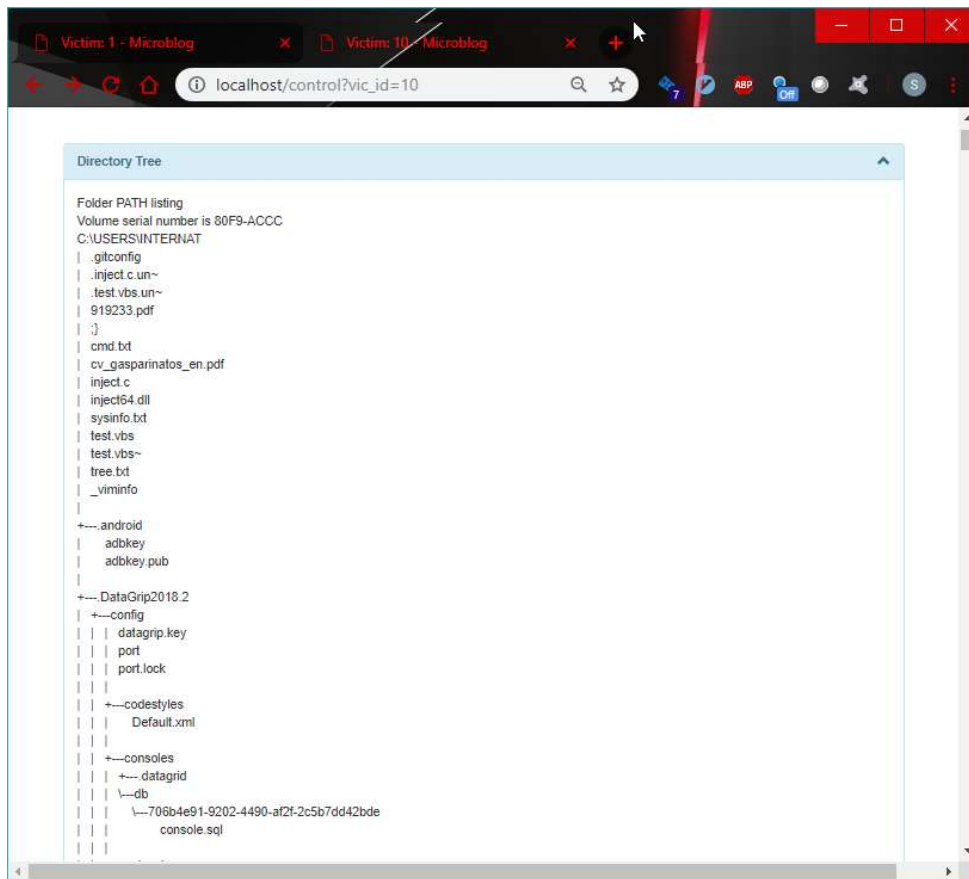 Victim: 1 - Microblog
Victim: 10 - Microblog
localhost/control?vic_id=10
7
ABP
Off
S
Directory Tree
Folder PATH listing
Volume serial number is 80F9-ACCC
C:\USERS\INTERNAT
| .gitconfig
| .inject.c.un~
| .test.vbs.un~
| 919233.pdf
| ;}
| cmd.txt
| cv_gasparinatos_en.pdf
| inject.c
| inject64.dll
| sysinfo.txt
| test.vbs
| test.vbs~
| tree.txt
| _viminfo
|
+---.android
| adbkey
| adbkey.pub
|
+---.DataGrip2018.2
| +---config
| | | datagrip.key
| | | port
| | | port.lock
| | |
| | +---codestyles
| | | Default.xml
| | |
| | +---consoles
| | | +---.datagrid
| | | \---db
| | | \---706b4e91-9202-4490-af2f-2c5b7dd42bde
| | | console.sql
| | |